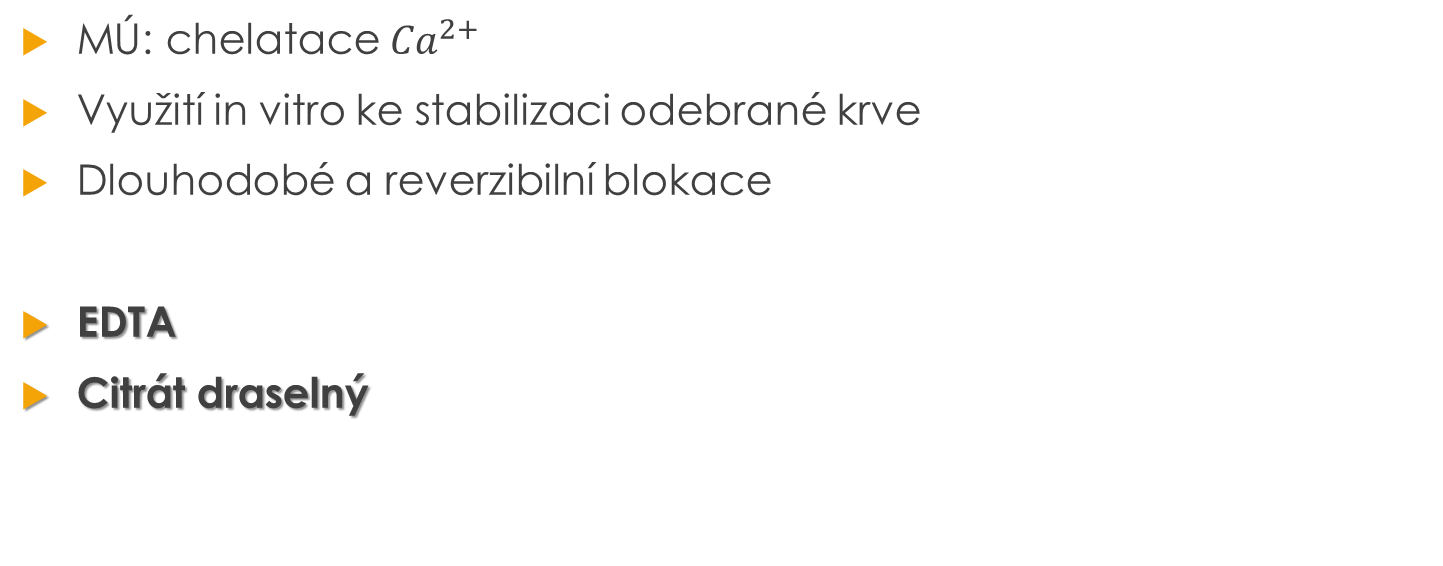 MÚ: chelatace Ca²⁺
Využití in vitro ke stabilizaci odebrané krve
Dlouhodobé a reverzibilní blokace
EDTA
Citrát draselný